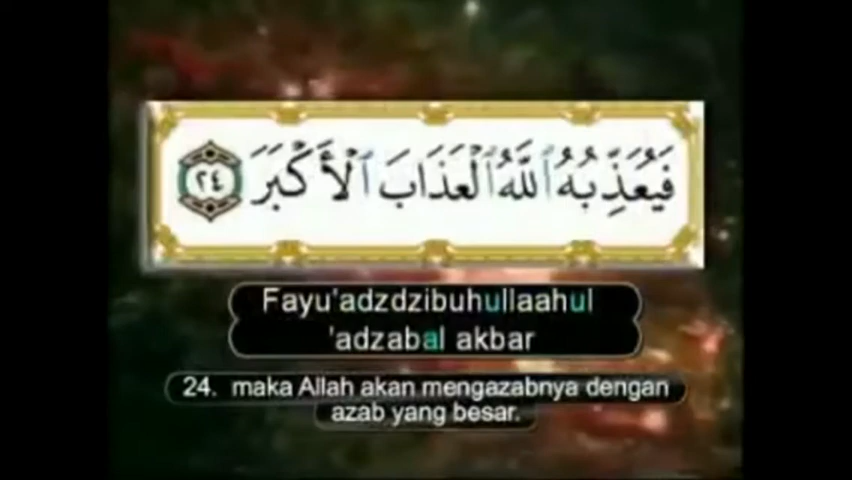 فَيُعَذِّبُهُ ٱللَّهُ ٱلْعَذَابَ ٱلْأَكْبَرَ ٢٤
Fayu'adzdzibuhullaahul
'adzabal akbar
24. maka Allah akan mengazabnya dengan
azab yang besar.